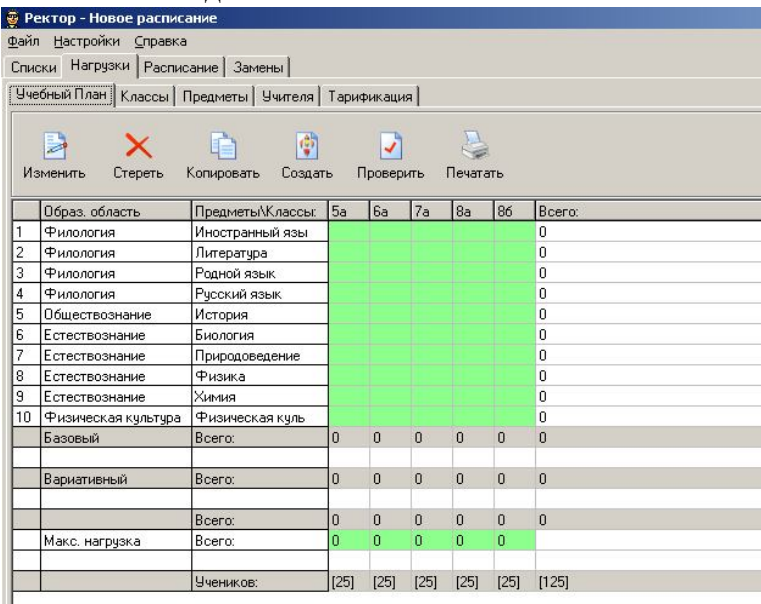 Ректор - Новое расписание
Файл Настройки Справка
Списки Нагрузки Расписание Замены
Учебный План Классы Предметы Учителя Тарификация
Изменить Стереть Копировать Создать Проверить Печатать
Образ. область Предметы\Классы: 5а 6а 7а 8а 8б Всего:
1 Филология Иностранный язы 0
2 Филология Литература 0
3 Филология Родной язык 0
4 Филология Русский язык 0
5 Обществознание История 0
6 Естествознание Биология 0
7 Естествознание Природоведение 0
8 Естествознание Физика 0
9 Естествознание Химия 0
10 Физическая культура Физическая куль 0
Базовый Всего: 0 0 0 0 0 0
Вариативный Всего: 0 0 0 0 0 0
Всего: 0 0 0 0 0 0
Макс. нагрузка Всего: 0 0 0 0 0
Учеников: [25] [25] [25] [25] [25] [125]